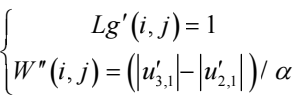 Lg′(i, j) = 1
W″(i, j) = (|u′₃,₁| − |u′₂,₁|) / α